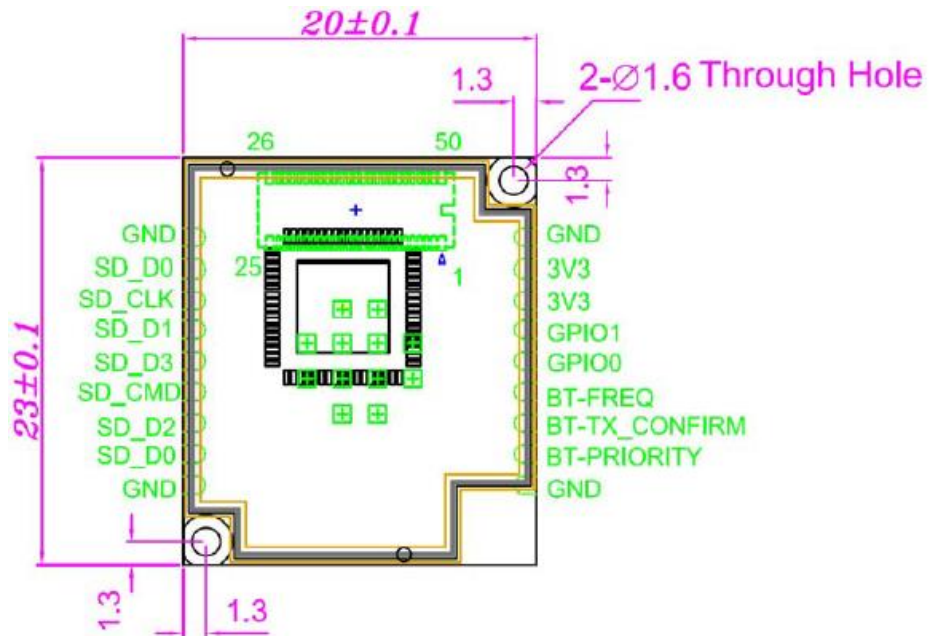 20±0.1
1.3
2-∅1.6 Through Hole
26
50
1.3
GND
SD_D0
SD_CLK
SD_D1
SD_D3
SD_CMD
SD_D2
SD_D0
GND
25
1
GND
3V3
3V3
GPIO1
GPIO0
BT-FREQ
BT-TX_CONFIRM
BT-PRIORITY
GND
23±0.1
1.3
1.3